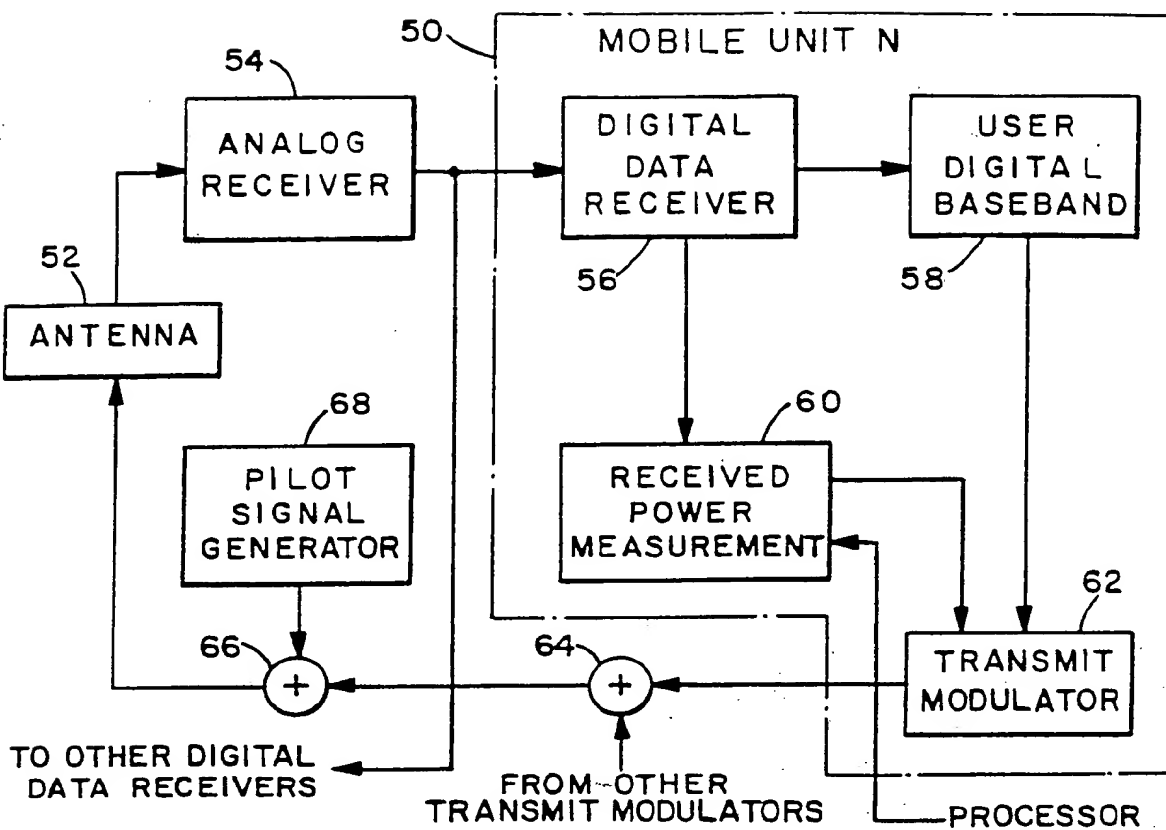 50
MOBILE UNIT N
54
ANALOG
RECEIVER
DIGITAL
DATA
RECEIVER
56
USER
DIGITAL
BASEBAND
58
52
ANTENNA
68
PILOT
SIGNAL
GENERATOR
60
RECEIVED
POWER
MEASUREMENT
62
TRANSMIT
MODULATOR
66
+
64
+
TO OTHER DIGITAL
DATA RECEIVERS
FROM OTHER
TRANSMIT MODULATORS
PROCESSOR